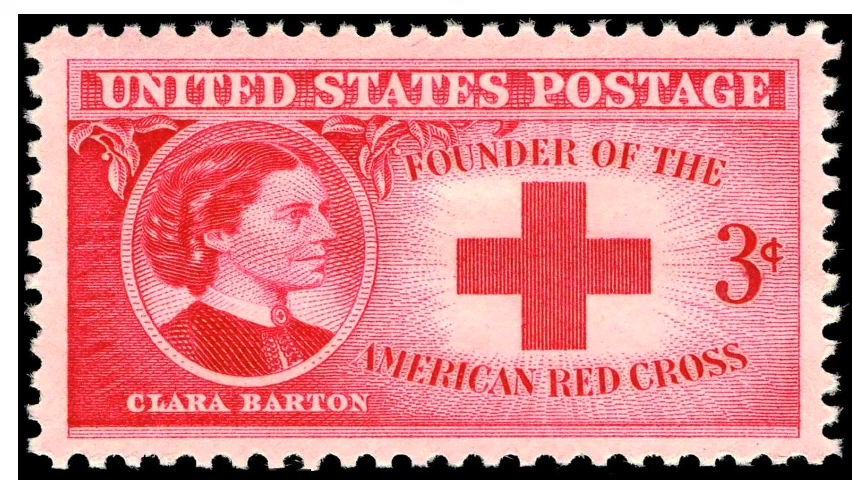 UNITED STATES POSTAGE
FOUNDER OF THE
3¢
AMERICAN RED CROSS
CLARA BARTON